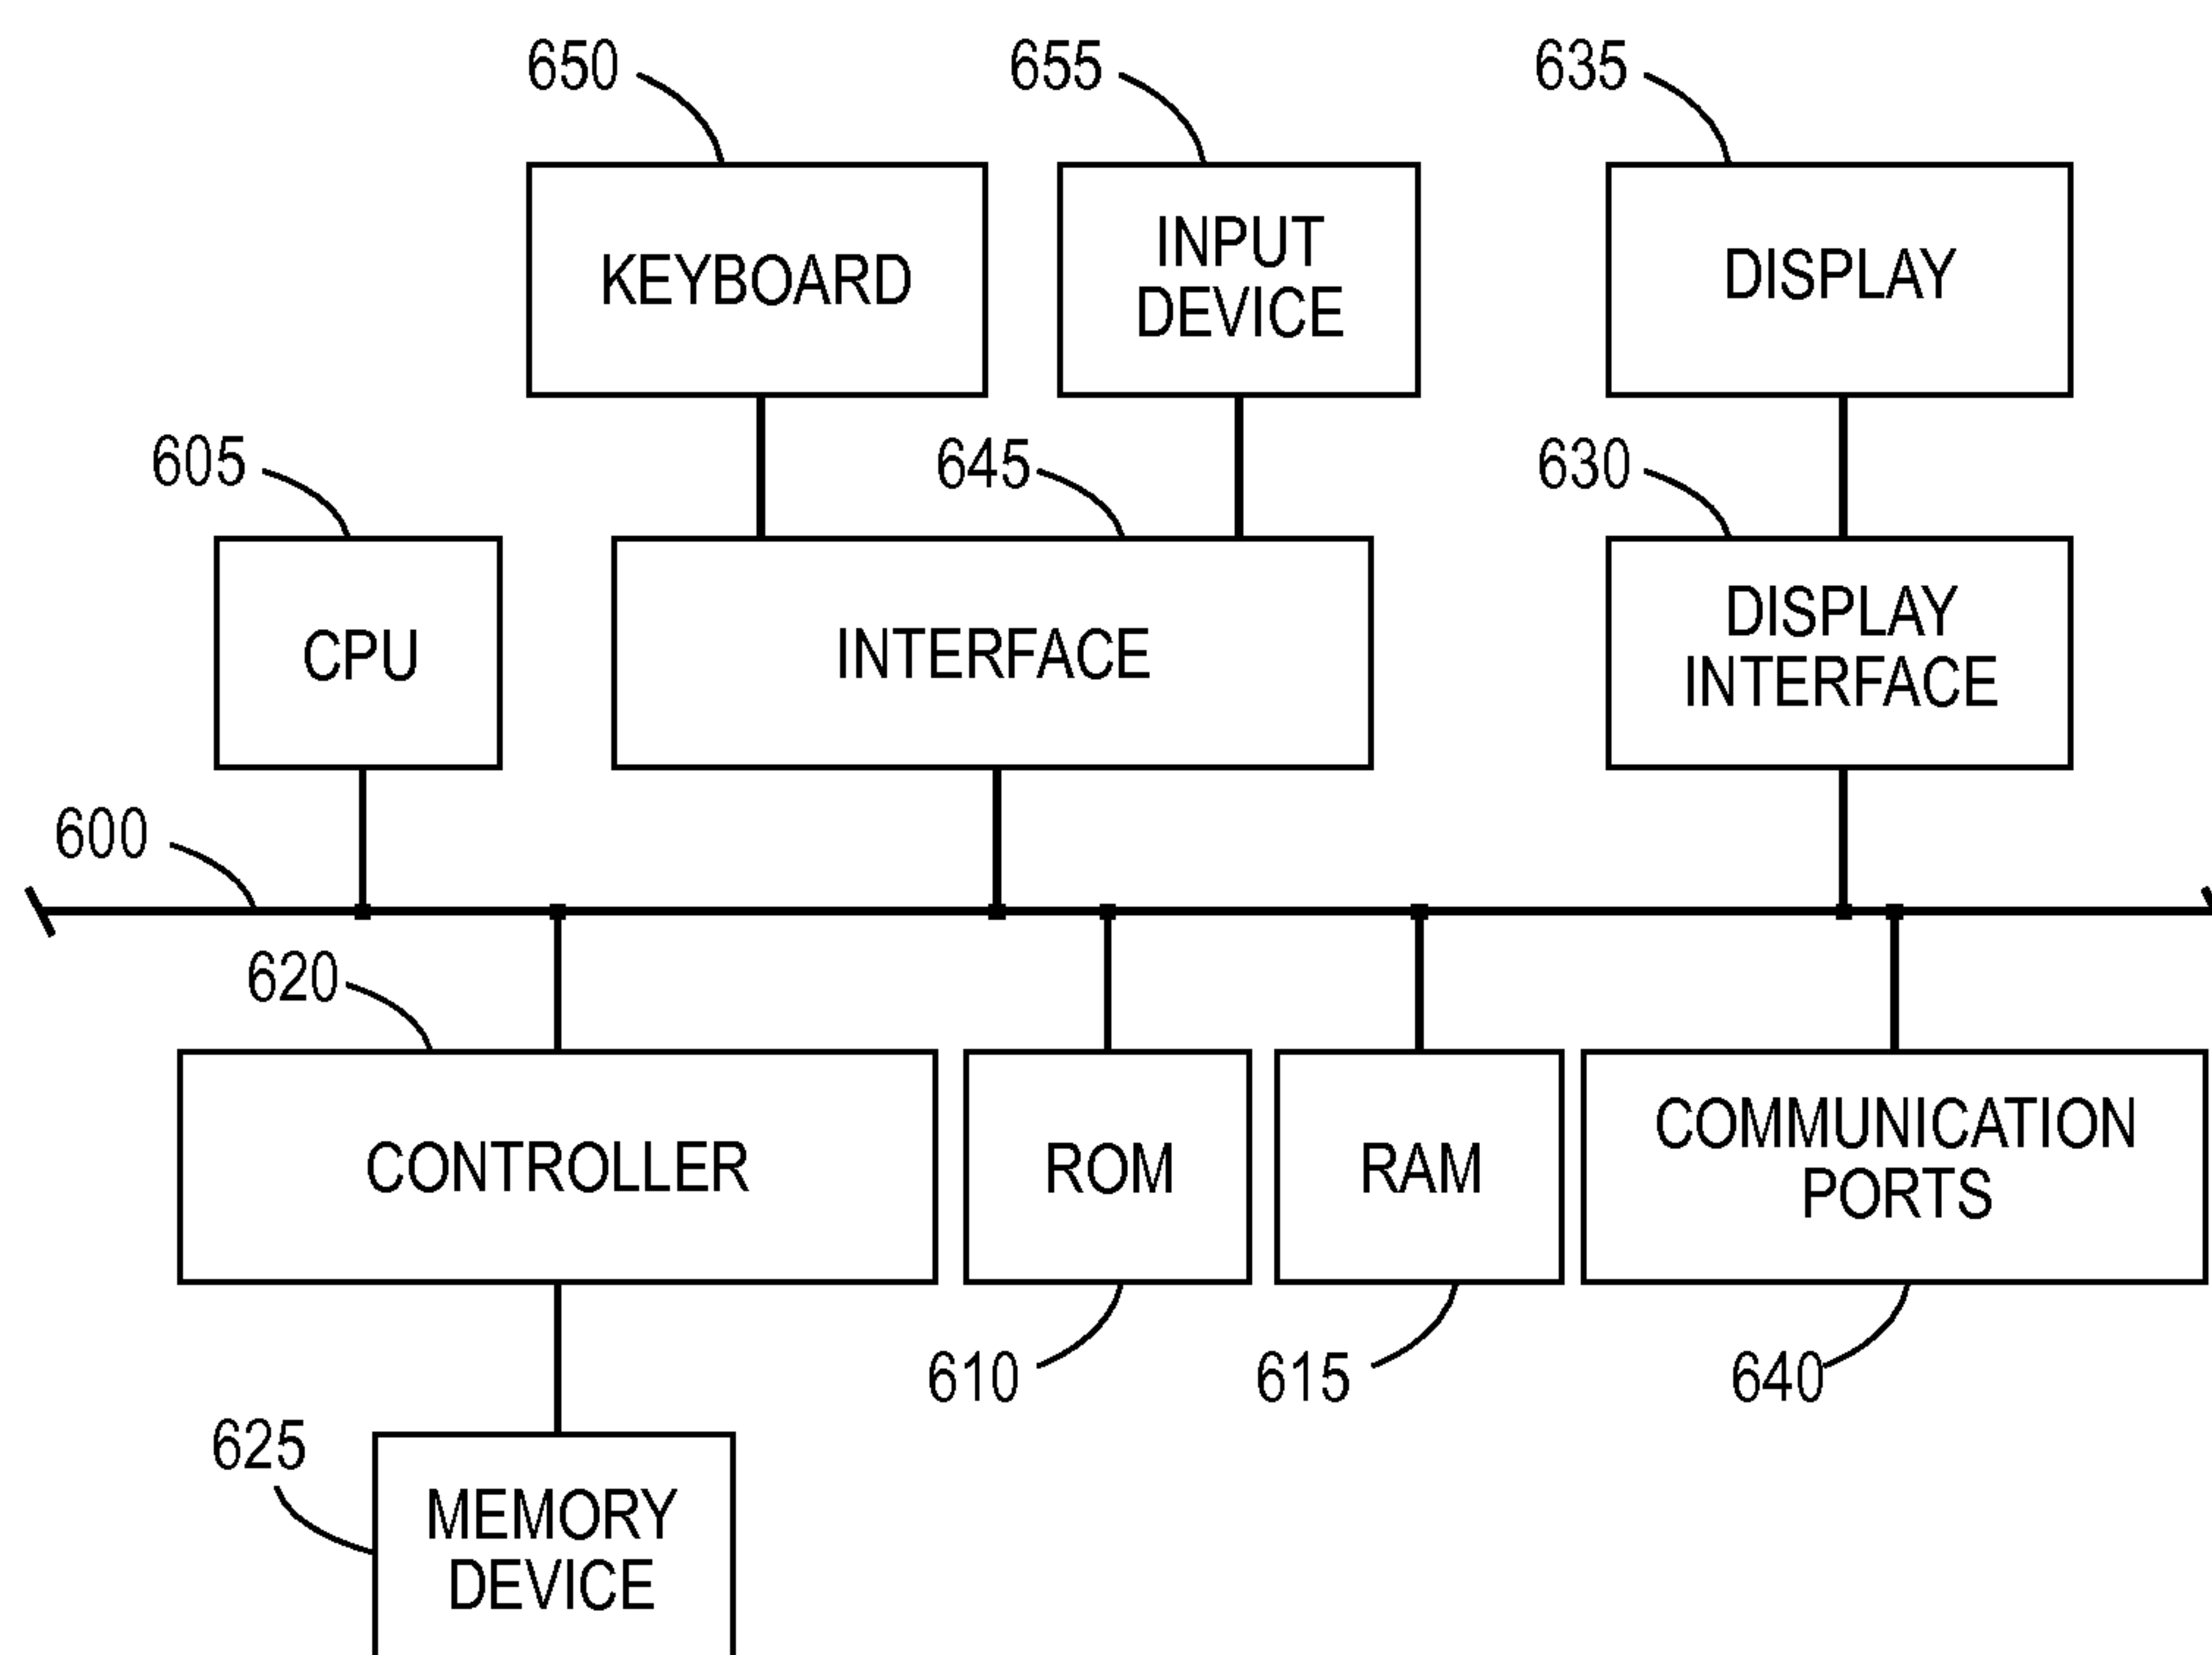 650
655
635
KEYBOARD
INPUT
DEVICE
DISPLAY
605
645
630
CPU
INTERFACE
DISPLAY
INTERFACE
600
620
CONTROLLER
ROM
RAM
COMMUNICATION
PORTS
610
615
640
625
MEMORY
DEVICE